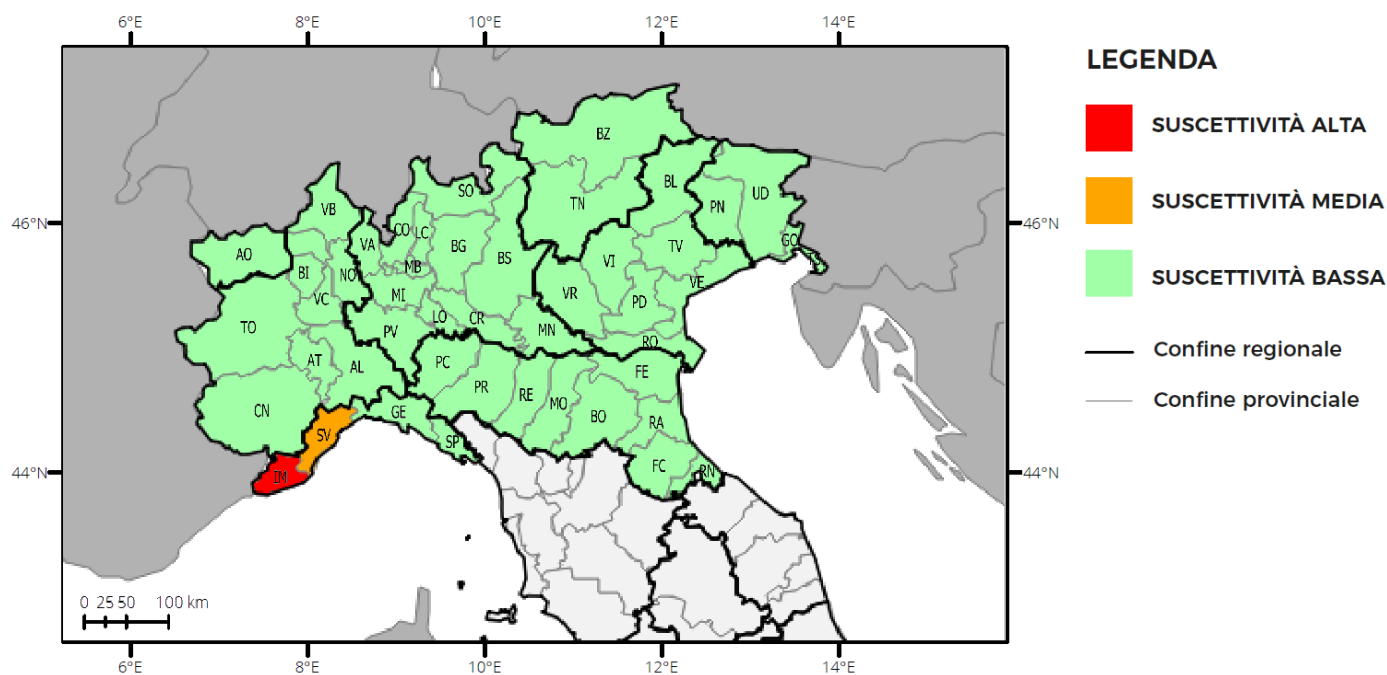 6°E 8°E 10°E 12°E 14°E
LEGENDA
SUSCETTIVITÀ ALTA
SUSCETTIVITÀ MEDIA
SUSCETTIVITÀ BASSA
Confine regionale
Confine provinciale
BZ
SO
TN
BL
PN
UD
GO
46°N
46°N
VB
AO
VA
CO
LC
BG
BS
VI
TV
VE
BI
NO
MB
VC
MI
VR
PD
TO
PV
LO
CR
MN
RO
AT
AL
PC
PR
RE
MO
FE
CN
GE
BO
RA
SV
SP
FC
RN
IM
44°N
44°N
0 25 50 100 km
6°E 8°E 10°E 12°E 14°E